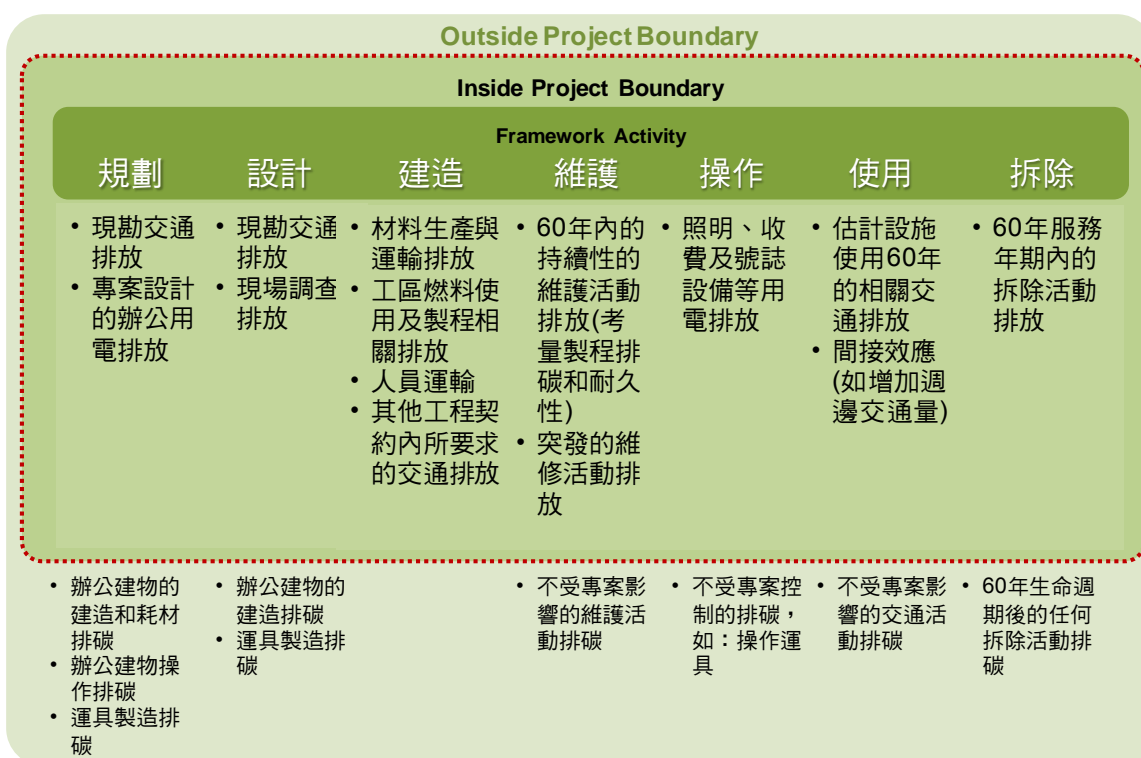 Outside Project Boundary
Inside Project Boundary
Framework Activity
規劃
設計
建造
維護
操作
使用
拆除
• 現勘交通
排放
• 專案設計
的辦公用
電排放
• 現勘交通
排放
• 現場調查
排放
• 材料生產與
運輸排放
• 工區燃料使
用及製程相
關排放
• 人員運輸
• 其他工程契
約內所要求
的交通排放
• 60年內的
持續性的
維護活動
排放(考
量製程排
碳和耐久
性)
• 突發的維
修活動排
放
• 照明、收
費及號誌
設備等用
電排放
• 估計設施
使用60年
的相關交
通排放
• 間接效應
(如增加週
邊交通量)
• 60年服務
年期內的
拆除活動
排放
• 辦公建物的
建造和耗材
排碳
• 辦公建物操
作排碳
• 運具製造排
碳
• 辦公建物的
建造排碳
• 運具製造排
碳
• 不受專案影
響的維護活
動排碳
• 不受專案控
制的排碳，
如：操作運
具
• 不受專案影
響的交通活
動排碳
• 60年生命週
期後的任何
拆除活動排
碳